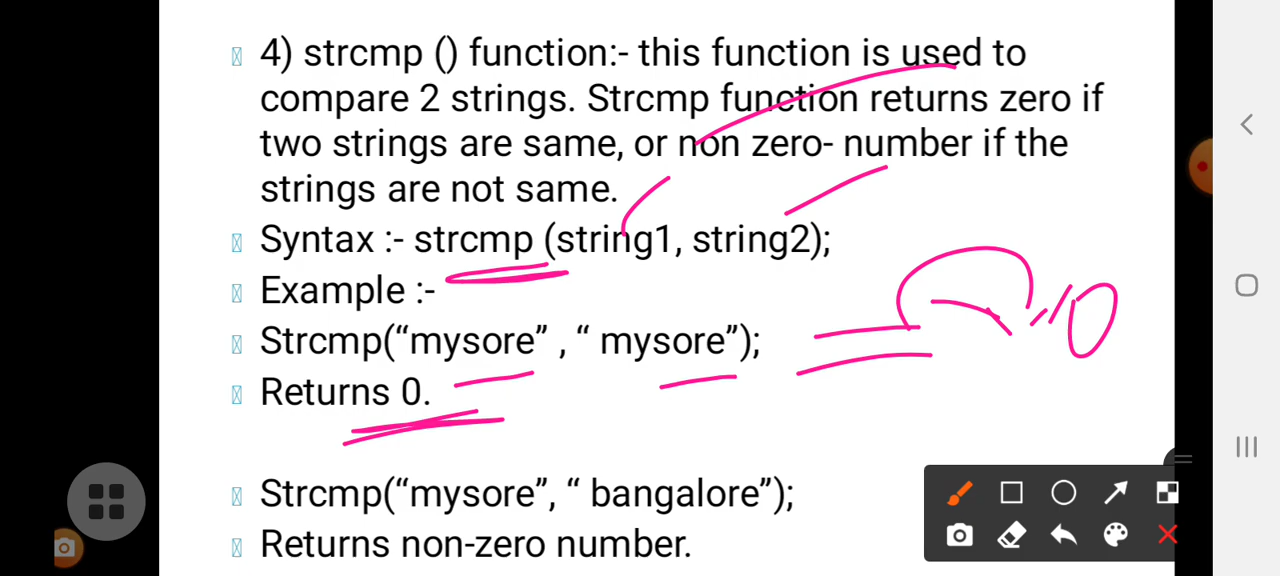 4) strcmp () function:- this function is used to
compare 2 strings. Strcmp function returns zero if
two strings are same, or non zero- number if the
strings are not same.
Syntax :- strcmp (string1, string2);
Example :-
Strcmp(“mysore” , “ mysore”);
0
Returns 0.
Strcmp(“mysore”, “ bangalore”);
Returns non-zero number.